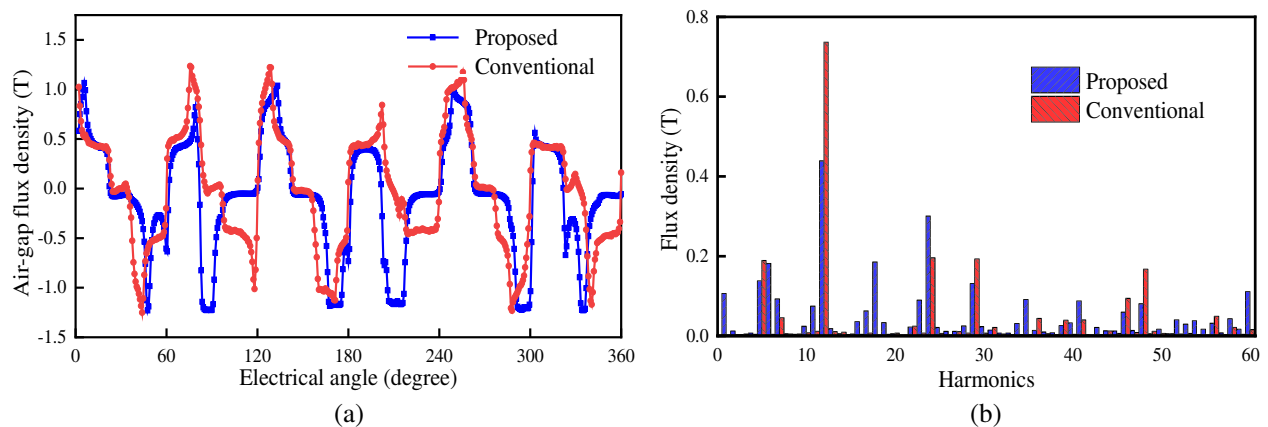 1.5
1.0
0.5
0.0
-0.5
-1.0
-1.5
Air-gap flux density (T)
Proposed
Conventional
0 60 120 180 240 300 360
Electrical angle (degree)
(a)
0.8
0.6
0.4
0.2
0.0
Flux density (T)
Proposed
Conventional
0 10 20 30 40 50 60
Harmonics
(b)